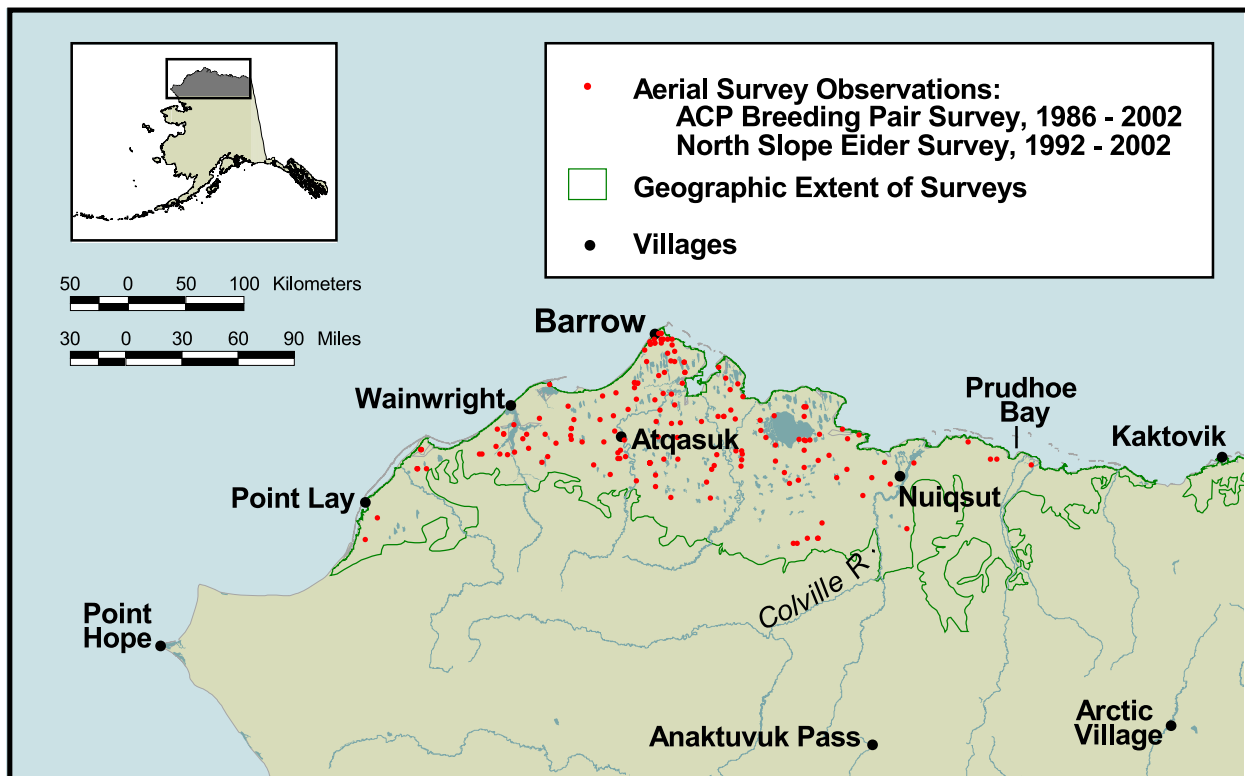 Aerial Survey Observations:
ACP Breeding Pair Survey, 1986 - 2002
North Slope Eider Survey, 1992 - 2002
Geographic Extent of Surveys
Villages
50 0 50 100 Kilometers
30 0 30 60 90 Miles
Barrow
Wainwright
Prudhoe
Bay
Kaktovik
Atqasuk
Point Lay
Nuiqsut
Colville R.
Point
Hope
Anaktuvuk Pass
Arctic
Village